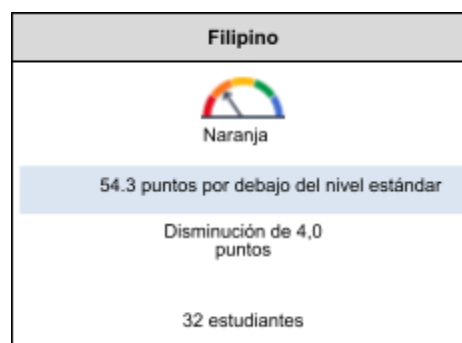 Filipino
Naranja
54.3 puntos por debajo del nivel estándar
Disminución de 4,0
puntos
32 estudiantes